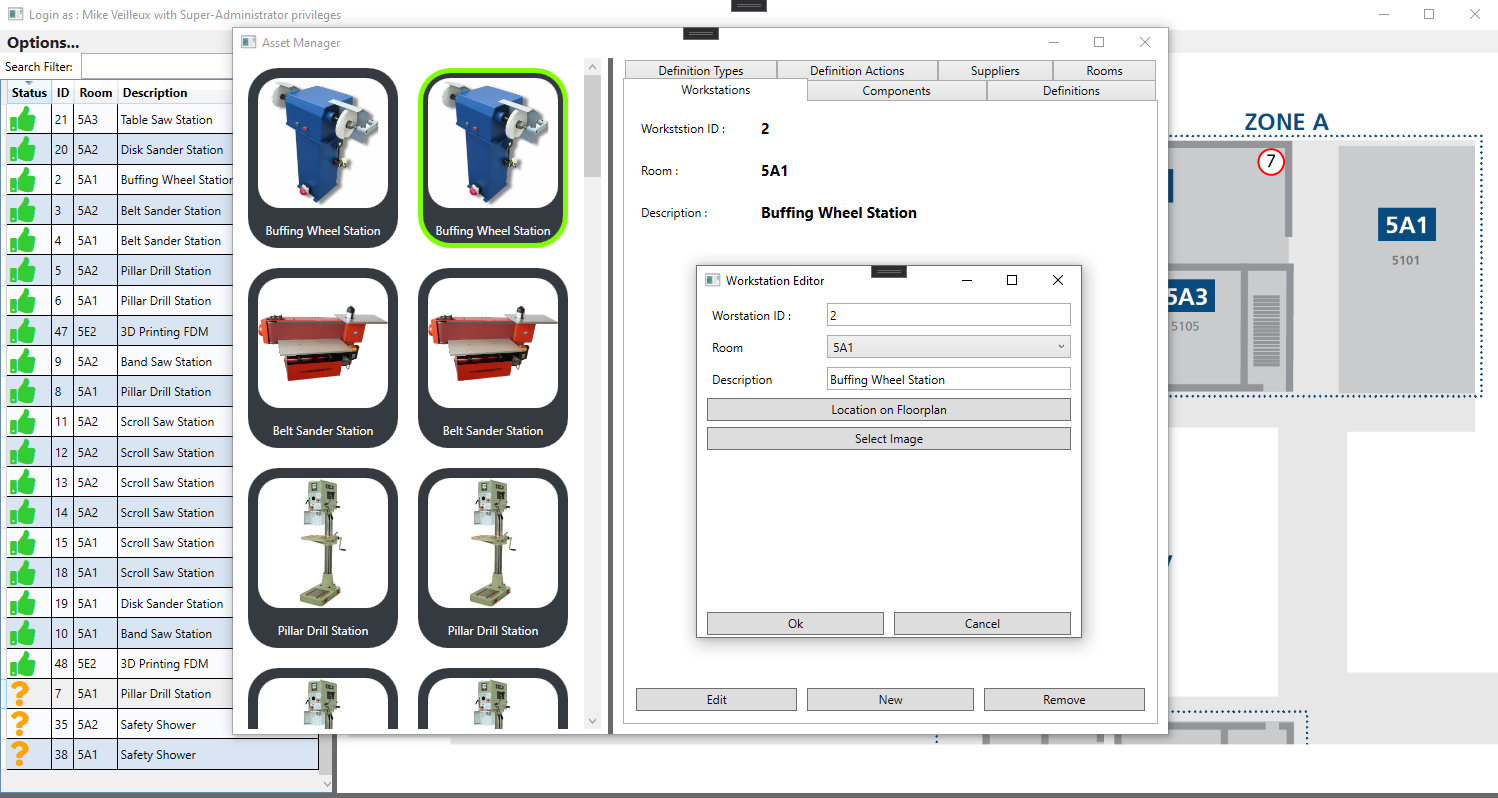 Login as : Mike Veilleux with Super-Administrator privileges
Options...
Search Filter:
Status ID Room Description
21 5A3 Table Saw Station
20 5A2 Disk Sander Station
2 5A1 Buffing Wheel Station
3 5A2 Belt Sander Station
4 5A1 Belt Sander Station
5 5A2 Pillar Drill Station
6 5A1 Pillar Drill Station
47 5E2 3D Printing FDM
9 5A2 Band Saw Station
8 5A1 Pillar Drill Station
11 5A2 Scroll Saw Station
12 5A2 Scroll Saw Station
13 5A2 Scroll Saw Station
14 5A2 Scroll Saw Station
15 5A1 Scroll Saw Station
18 5A1 Scroll Saw Station
19 5A1 Disk Sander Station
10 5A1 Band Saw Station
48 5E2 3D Printing FDM
7 5A1 Pillar Drill Station
35 5A2 Safety Shower
38 5A1 Safety Shower
Asset Manager
Buffing Wheel Station
Buffing Wheel Station
Belt Sander Station
Belt Sander Station
Pillar Drill Station
Pillar Drill Station
Definition Types Definition Actions Suppliers Rooms
Workstations Components Definitions
Workststion ID : 2
Room : 5A1
Description : Buffing Wheel Station
Workstation Editor
Worstation ID : 2
Room 5A1
Description Buffing Wheel Station
Location on Floorplan
Select Image
Ok Cancel
Edit New Remove
ZONE A
7
5A1
5101
5A3
5105